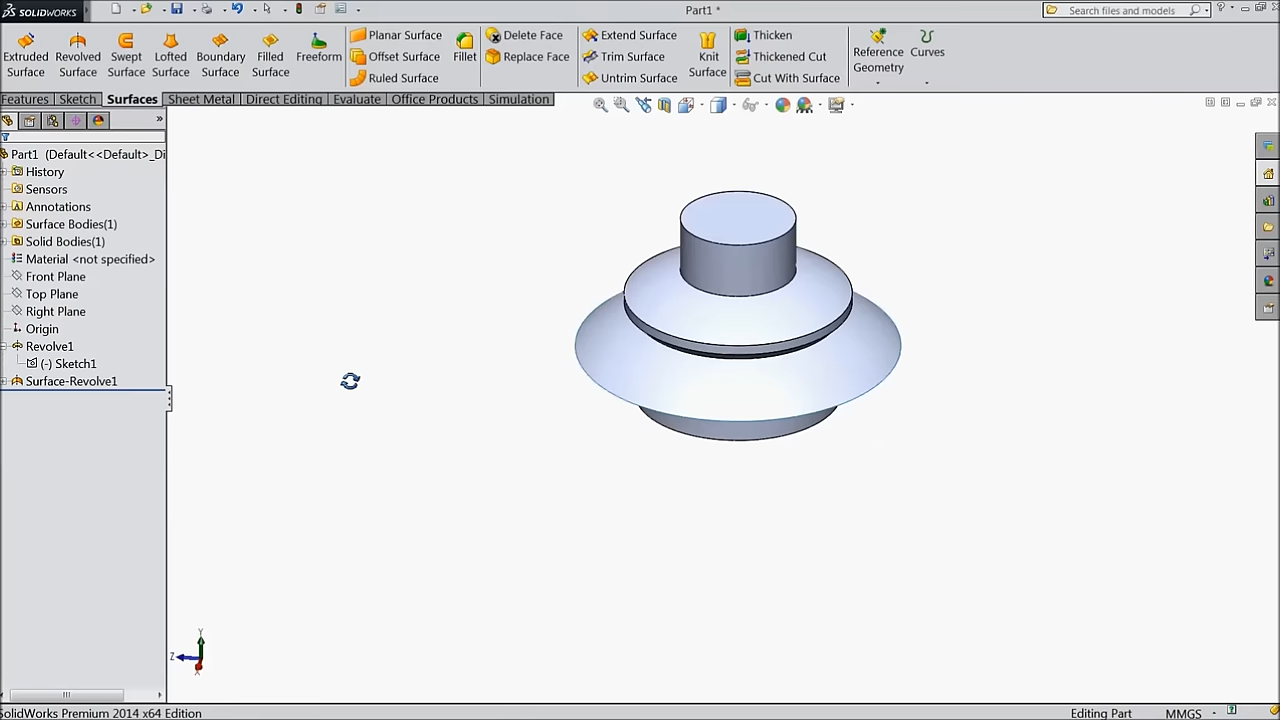 SOLIDWORKS
Part1 *
Search files and models
Extruded Surface
Revolved Surface
Swept Surface
Lofted Surface
Boundary Surface
Filled Surface
Freeform
Planar Surface
Offset Surface
Ruled Surface
Fillet
Delete Face
Replace Face
Extend Surface
Trim Surface
Untrim Surface
Knit Surface
Thicken
Thickened Cut
Cut With Surface
Reference Geometry
Curves
Features
Sketch
Surfaces
Sheet Metal
Direct Editing
Evaluate
Office Products
Simulation
Part1 (Default<<Default>_Di
History
Sensors
Annotations
Surface Bodies(1)
Solid Bodies(1)
Material <not specified>
Front Plane
Top Plane
Right Plane
Origin
Revolve1
(-) Sketch1
Surface-Revolve1
Y
Z
X
SolidWorks Premium 2014 x64 Edition
Editing Part
MMGS